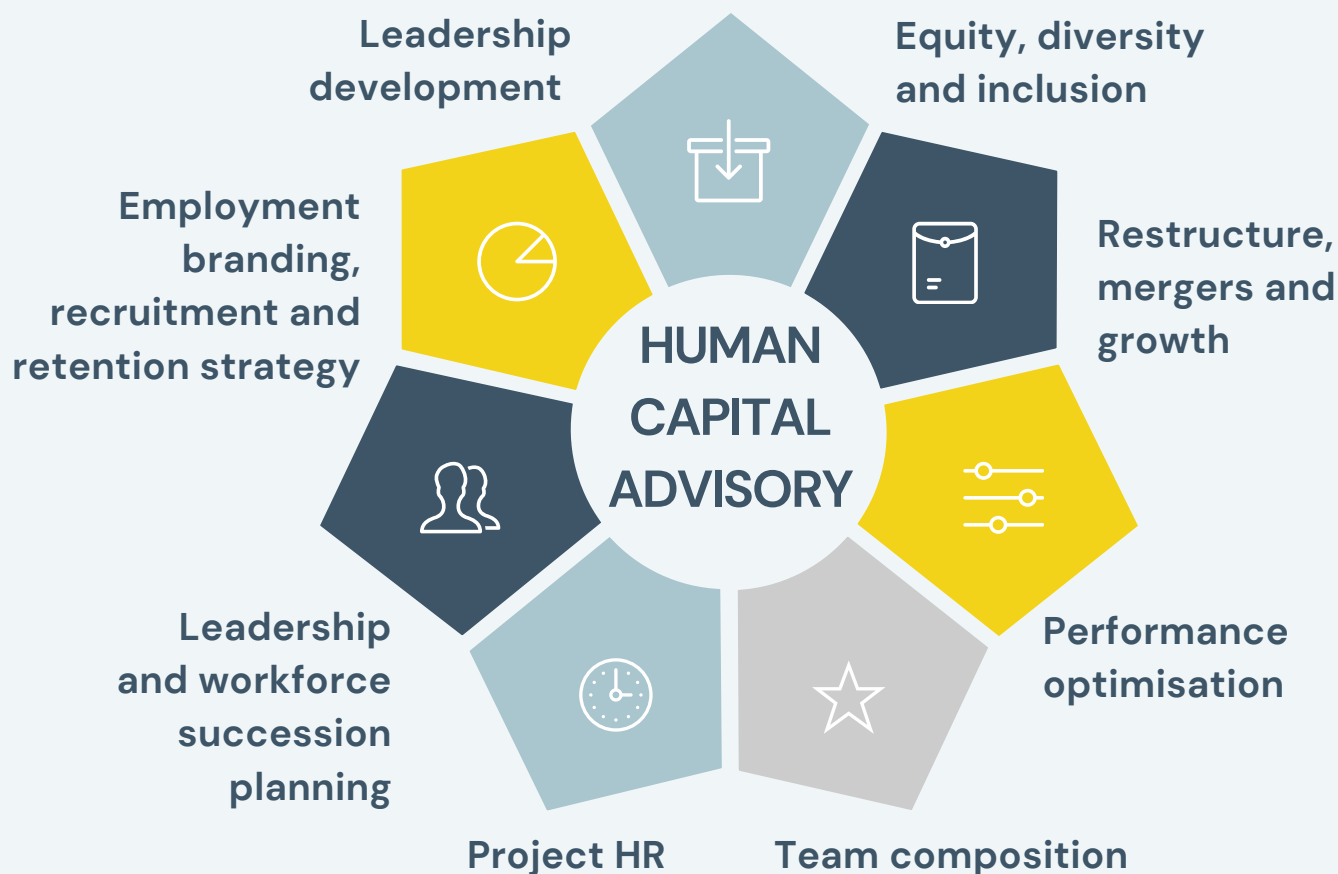 Leadership
development
Equity, diversity
and inclusion
Employment
branding,
recruitment and
retention strategy
Restructure,
mergers and
growth
HUMAN
CAPITAL
ADVISORY
Leadership
and workforce
succession
planning
Performance
optimisation
Project HR
Team composition